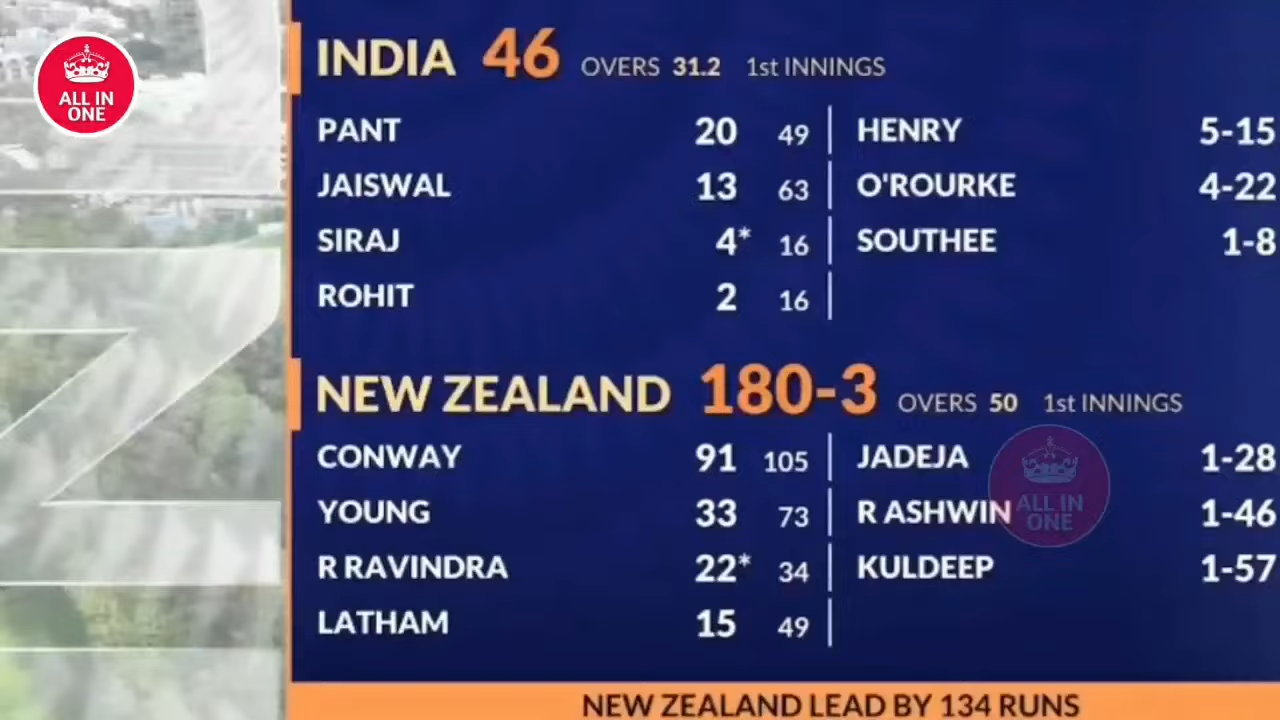 ALL IN
ONE
INDIA 46 OVERS 31.2 1st INNINGS
PANT 20 49 HENRY 5-15
JAISWAL 13 63 O'ROURKE 4-22
SIRAJ 4* 16 SOUTHEE 1-8
ROHIT 2 16
NEW ZEALAND 180-3 OVERS 50 1st INNINGS
CONWAY 91 105 JADEJA 1-28
YOUNG 33 73 R ASHWIN 1-46
ALL IN
ONE
R RAVINDRA 22* 34 KULDEEP 1-57
LATHAM 15 49
NEW ZEALAND LEAD BY 134 RUNS